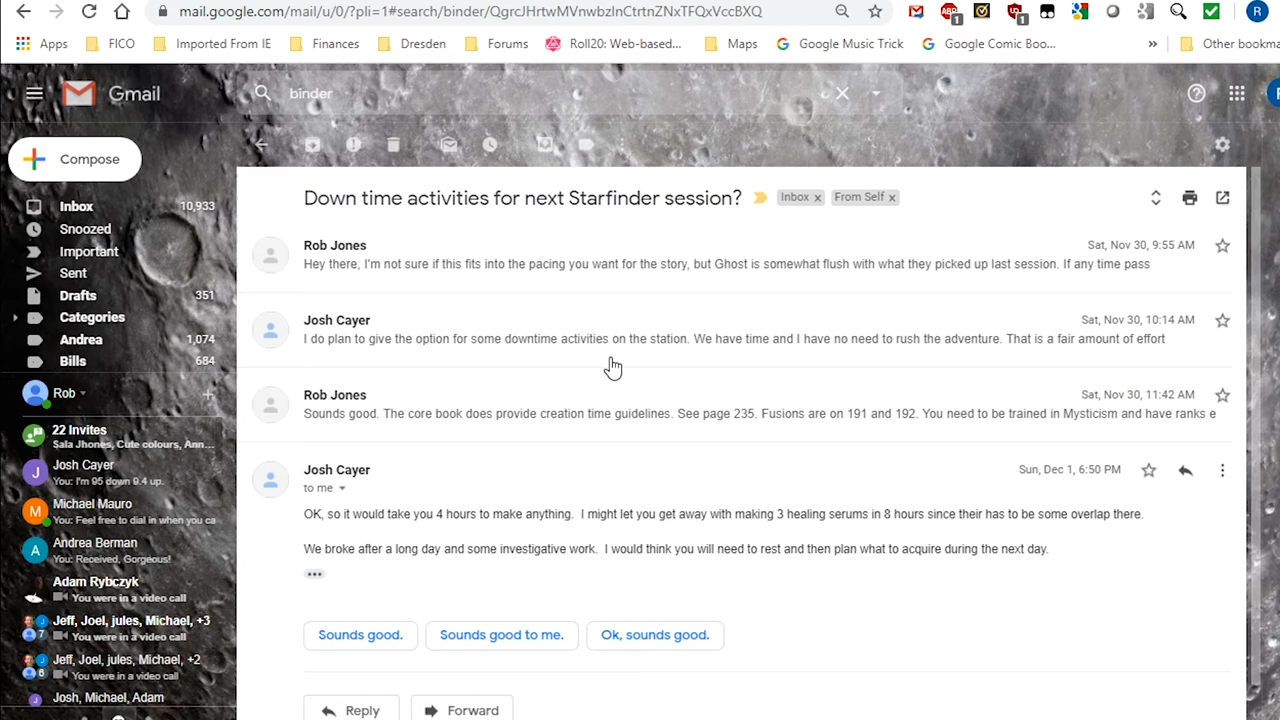 mail.google.com/mail/u/0/?pli=1#search/binder/QgrcJHrtwMVnwbzlnCtrtnZNxTFQxVccBXQ
Apps FICO Imported From IE Finances Dresden Forums Roll20: Web-based... Maps Google Music Trick Google Comic Boo... » Other bookma
Gmail
binder
Compose
Inbox 10,933
Snoozed
Important
Sent
Drafts 351
Categories
Andrea 1,074
Bills 684
Rob
22 Invites
Sala Jhones, Cute colours, Ann...
Josh Cayer
You: I'm 95 down 9.4 up.
Michael Mauro
You: Feel free to dial in when you ca
Andrea Berman
You: Received, Gorgeous!
Adam Rybczyk
You were in a video call
Jeff, Joel, jules, Michael, +3
You were in a video call
Jeff, Joel, jules, Michael, +2
You were in a video call
Josh, Michael, Adam
Down time activities for next Starfinder session? Inbox x From Self x
Rob Jones Sat, Nov 30, 9:55 AM
Hey there, I'm not sure if this fits into the pacing you want for the story, but Ghost is somewhat flush with what they picked up last session. If any time pass
Josh Cayer Sat, Nov 30, 10:14 AM
I do plan to give the option for some downtime activities on the station. We have time and I have no need to rush the adventure. That is a fair amount of effort
Rob Jones Sat, Nov 30, 11:42 AM
Sounds good. The core book does provide creation time guidelines. See page 235. Fusions are on 191 and 192. You need to be trained in Mysticism and have ranks e
Josh Cayer Sun, Dec 1, 6:50 PM
to me
OK, so it would take you 4 hours to make anything. I might let you get away with making 3 healing serums in 8 hours since their has to be some overlap there.
We broke after a long day and some investigative work. I would think you will need to rest and then plan what to acquire during the next day.
Sounds good. Sounds good to me. Ok, sounds good.
Reply Forward